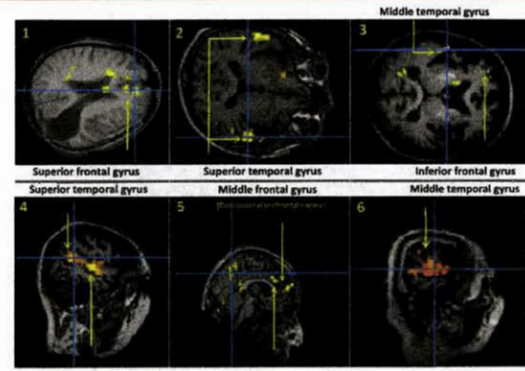 Middle temporal gyrus
1
2
3
Superior frontal gyrus
Superior temporal gyrus
Inferior frontal gyrus
Superior temporal gyrus
Middle frontal gyrus
Middle temporal gyrus
4
5
6